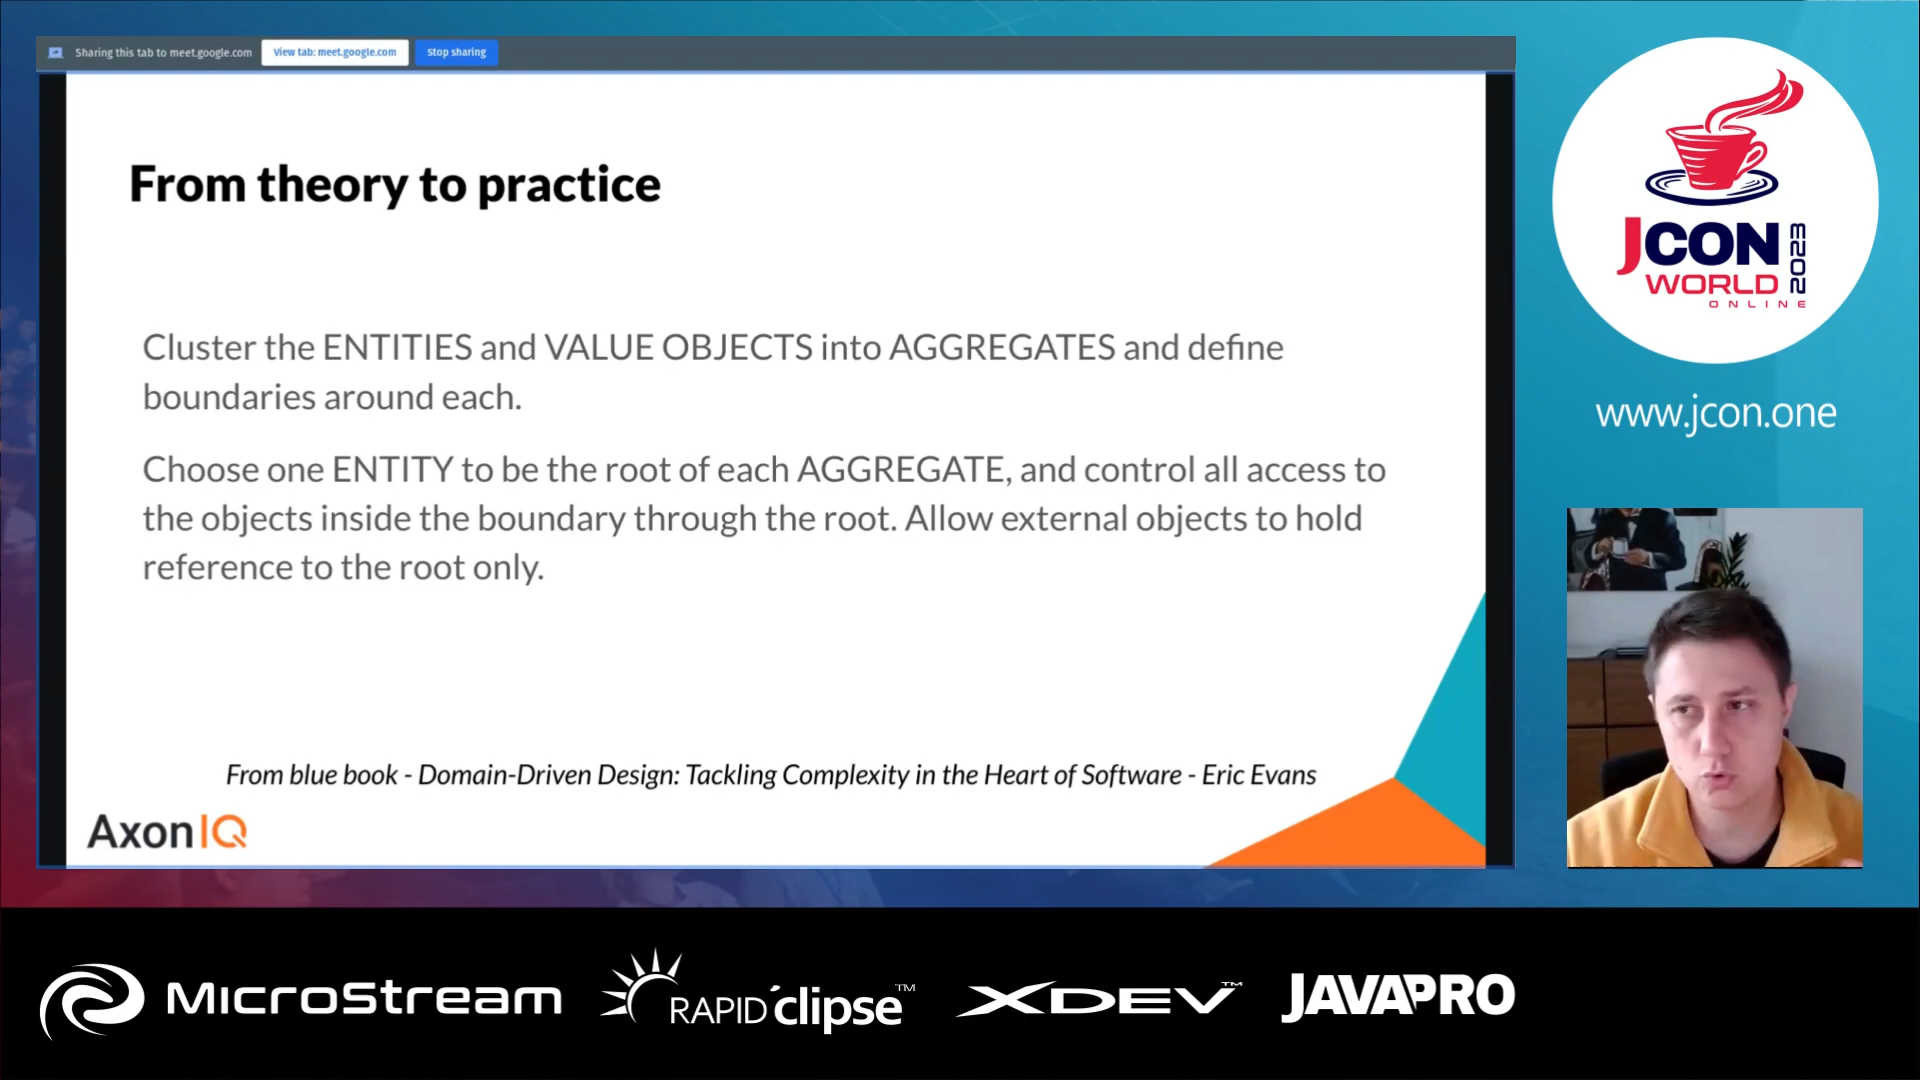 Sharing this tab to meet.google.com View tab: meet.google.com Stop sharing
From theory to practice
Cluster the ENTITIES and VALUE OBJECTS into AGGREGATES and define
boundaries around each.
Choose one ENTITY to be the root of each AGGREGATE, and control all access to
the objects inside the boundary through the root. Allow external objects to hold
reference to the root only.
From blue book - Domain-Driven Design: Tackling Complexity in the Heart of Software - Eric Evans
AxonIQ
JCON 2023
WORLD
ONLINE
www.jcon.one
MicroStream RAPID'clipse™ XDEV™ JAVAPRO